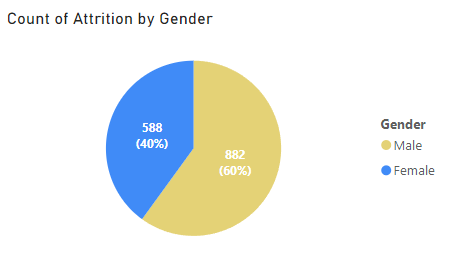 Count of Attrition by Gender
588
(40%)
882
(60%)
Gender
Male
Female